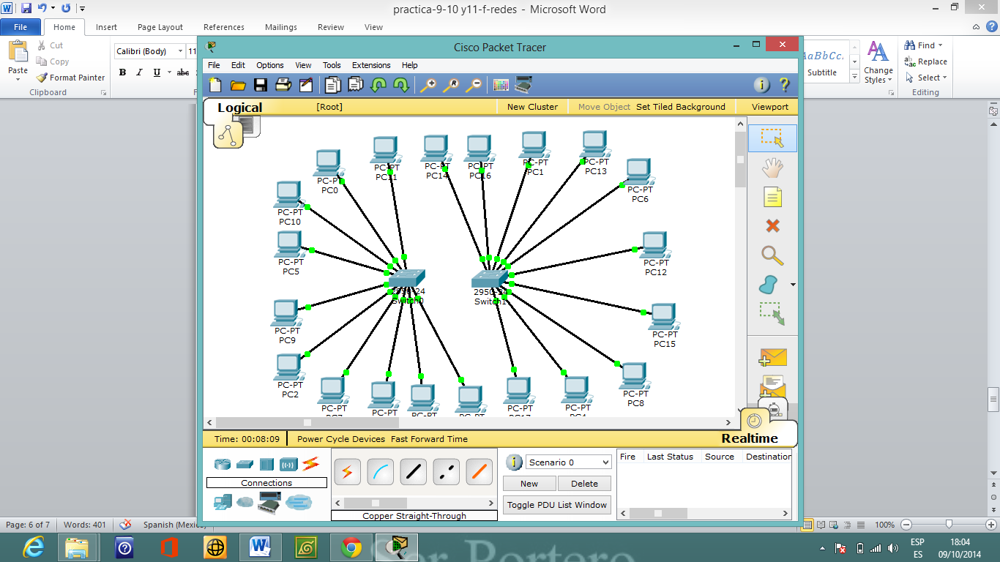 practica-9-10 y11-f-redes - Microsoft Word
File Home Insert Page Layout References Mailings Review View
Cut
Copy
Format Painter
Paste
Clipboard
Calibri (Body) 11
B I U abc
AaBbCc
Subtitle
Change Styles
Find
Replace
Select
Editing
Cisco Packet Tracer
File Edit Options View Tools Extensions Help
Logical [Root] New Cluster Move Object Set Tiled Background Viewport
PC-PT
PC11
PC-PT
PC14
PC-PT
PC16
PC-PT
PC1
PC-PT
PC13
PC-PT
PC0
PC-PT
PC6
PC-PT
PC10
PC-PT
PC5
PC-PT
PC12
2950-24
Switch0
2950-24
Switch1
PC-PT
PC9
PC-PT
PC15
PC-PT
PC2
PC-PT
PC8
PC-PT
PC7
PC-PT
PC-PT
PC-PT
PC-PT
PC17
PC-PT
PC4
Time: 00:08:09 Power Cycle Devices Fast Forward Time Realtime
Connections
Copper Straight-Through
Scenario 0
New Delete
Toggle PDU List Window
Fire Last Status Source Destination
Page: 6 of 7 Words: 401 Spanish (Mexico) 100%
Ser Portero
ESP
ES
18:04
09/10/2014